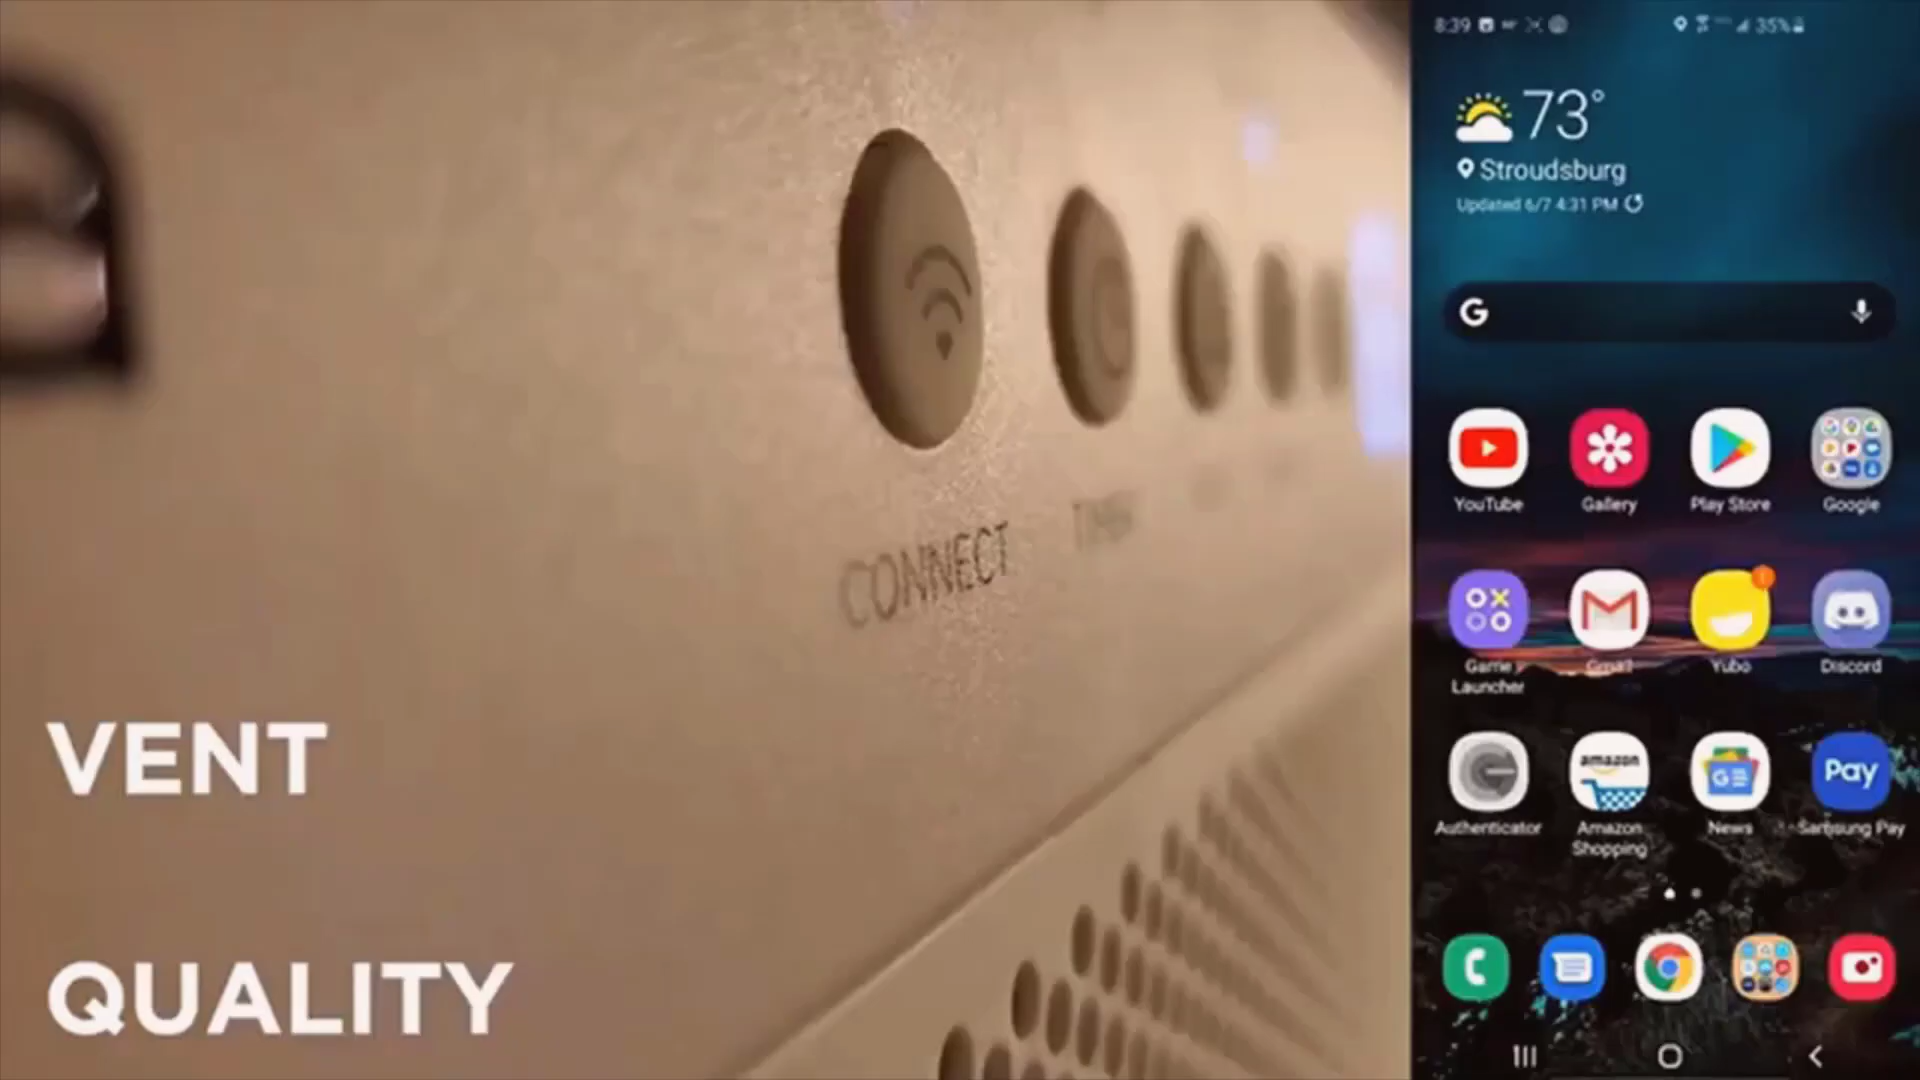 CONNECT
VENT
QUALITY
8:39
35%
73°
Stroudsburg
Updated 6/7 4:31 PM
G
YouTube
Gallery
Play Store
Google
Game
Launcher
Gmail
Yubo
Discord
amazon
G
Pay
Authenticator
Amazon
Shopping
News
Samsung Pay